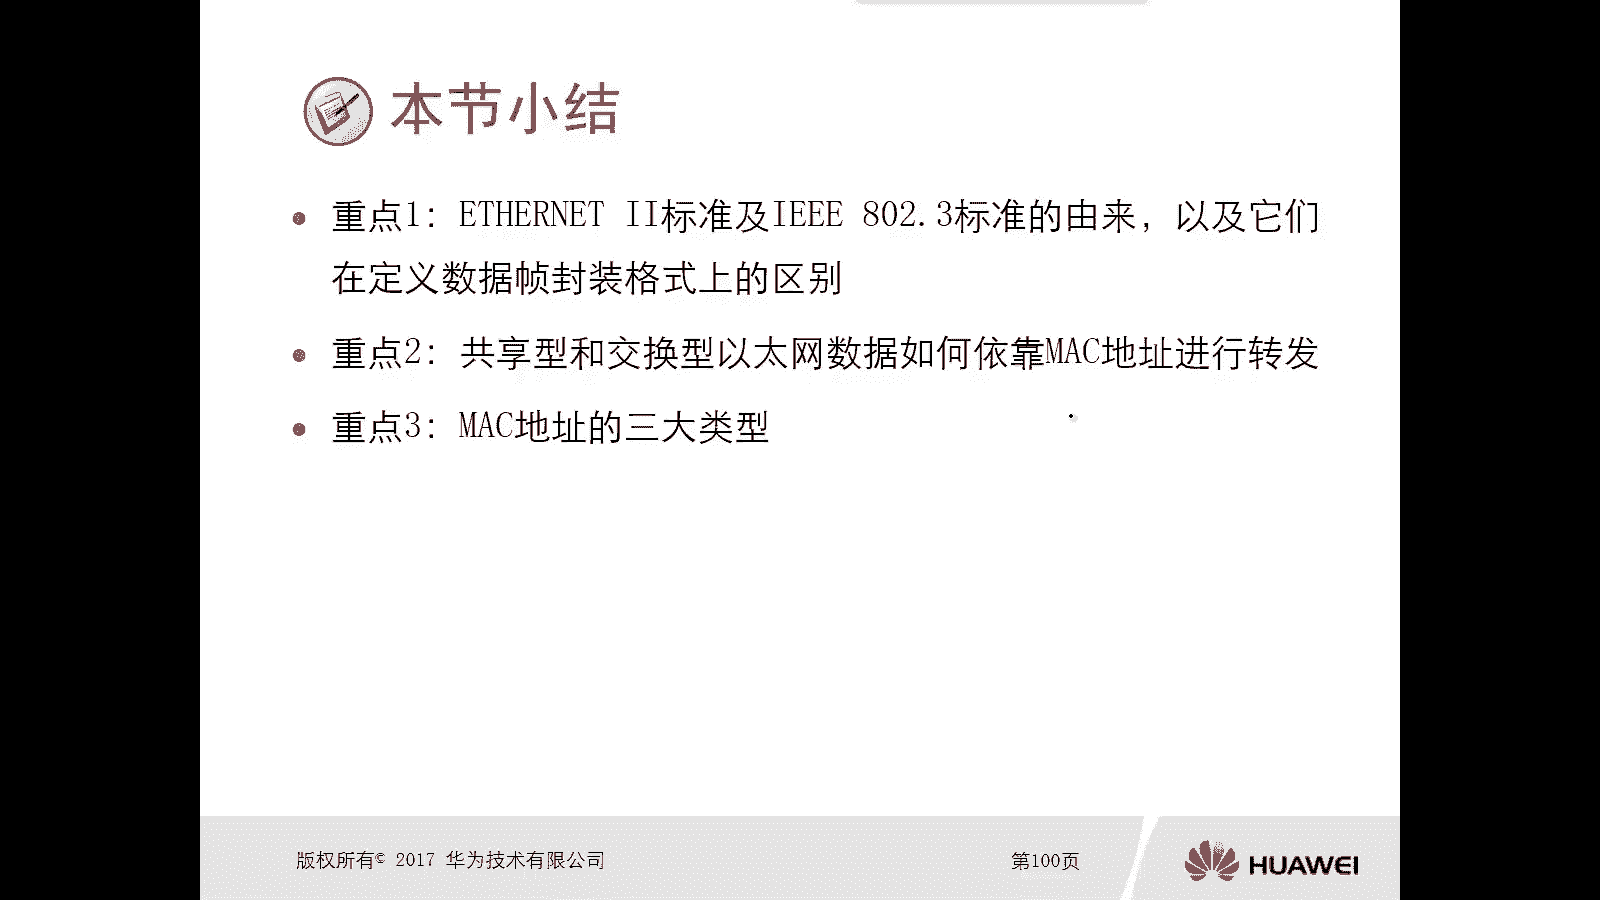 本节小结
重点1：ETHERNET II标准及IEEE 802.3标准的由来，以及它们
在定义数据帧封装格式上的区别
重点2：共享型和交换型以太网数据如何依靠MAC地址进行转发
重点3：MAC地址的三大类型
版权所有© 2017 华为技术有限公司
第100页
HUAWEI